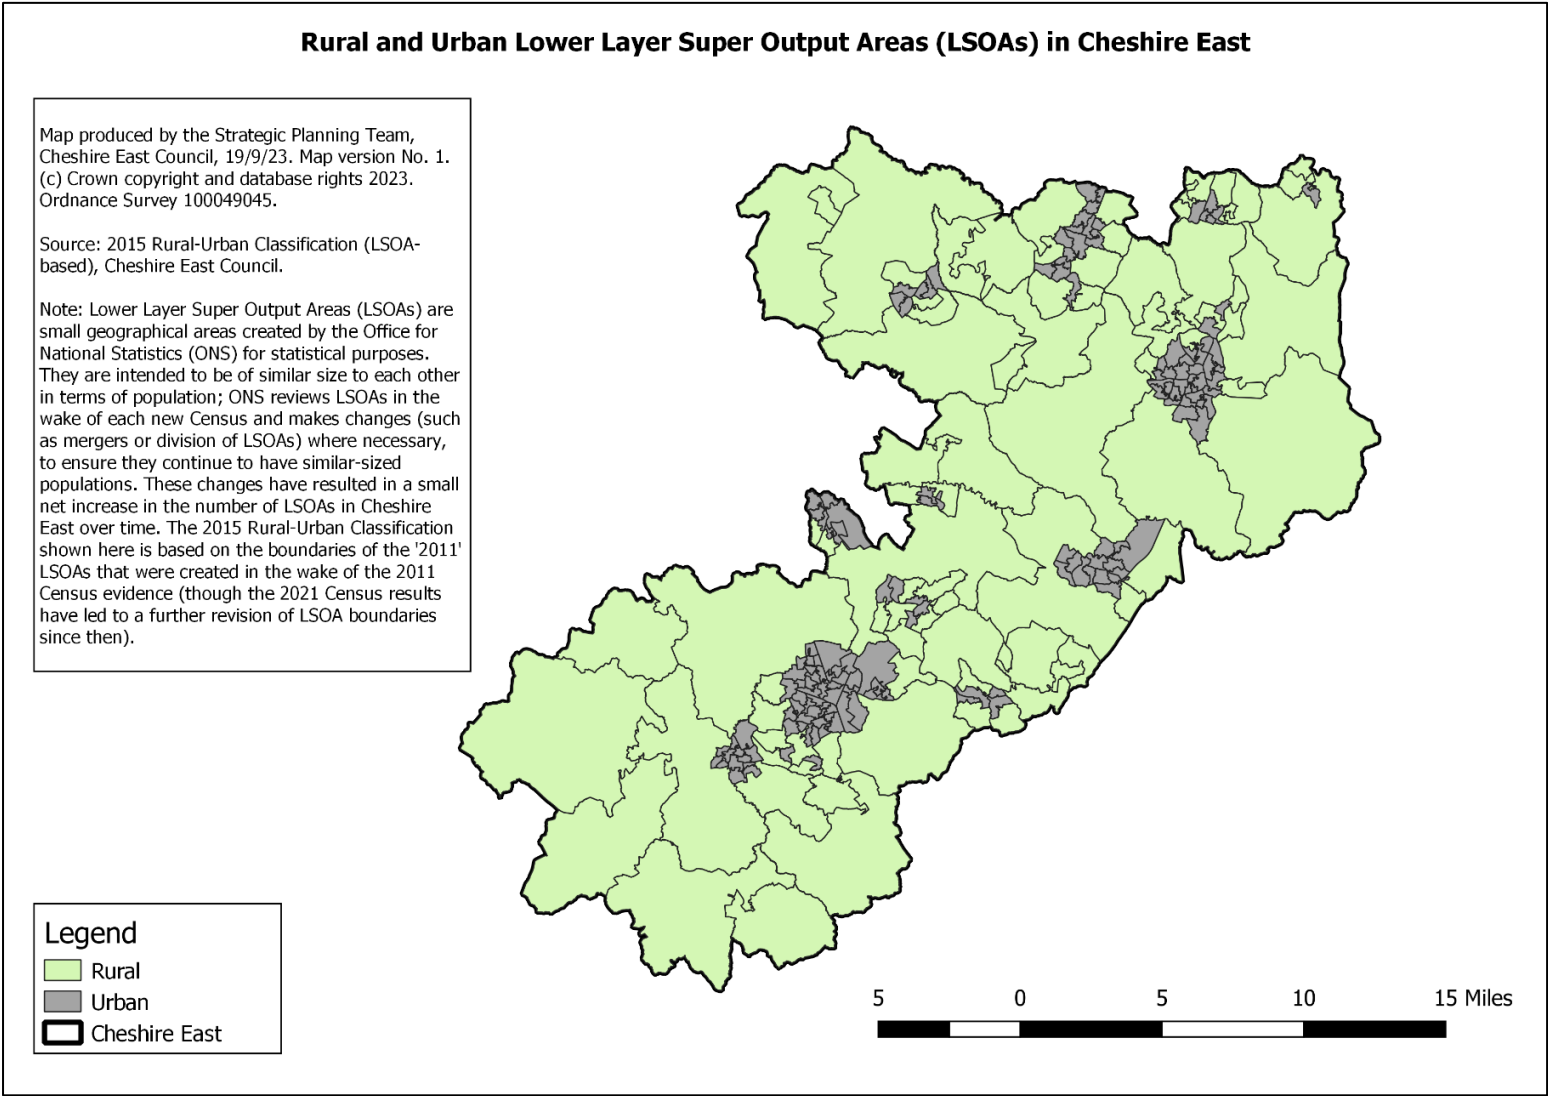 Rural and Urban Lower Layer Super Output Areas (LSOAs) in Cheshire East
Map produced by the Strategic Planning Team,
Cheshire East Council, 19/9/23. Map version No. 1.
(c) Crown copyright and database rights 2023.
Ordnance Survey 100049045.
Source: 2015 Rural-Urban Classification (LSOA-
based), Cheshire East Council.
Note: Lower Layer Super Output Areas (LSOAs) are
small geographical areas created by the Office for
National Statistics (ONS) for statistical purposes.
They are intended to be of similar size to each other
in terms of population; ONS reviews LSOAs in the
wake of each new Census and makes changes (such
as mergers or division of LSOAs) where necessary,
to ensure they continue to have similar-sized
populations. These changes have resulted in a small
net increase in the number of LSOAs in Cheshire
East over time. The 2015 Rural-Urban Classification
shown here is based on the boundaries of the '2011'
LSOAs that were created in the wake of the 2011
Census evidence (though the 2021 Census results
have led to a further revision of LSOA boundaries
since then).
Legend
Rural
Urban
Cheshire East
5 0 5 10 15 Miles